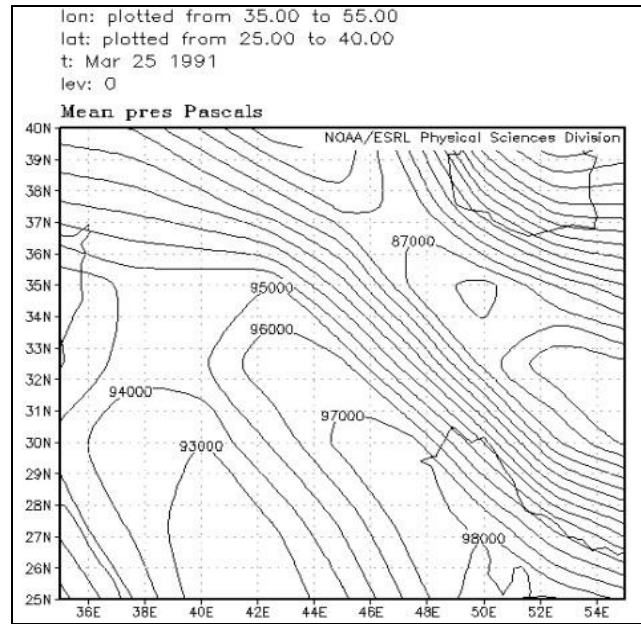 lon: plotted from 35.00 to 55.00
lat: plotted from 25.00 to 40.00
t: Mar 25 1991
lev: 0
Mean pres Pascals
NOAA/ESRL Physical Sciences Division
40N
39N
38N
37N
36N
35N
34N
33N
32N
31N
30N
29N
28N
27N
26N
25N
87000
95000
96000
94000
97000
93000
98000
36E 38E 40E 42E 44E 46E 48E 50E 52E 54E